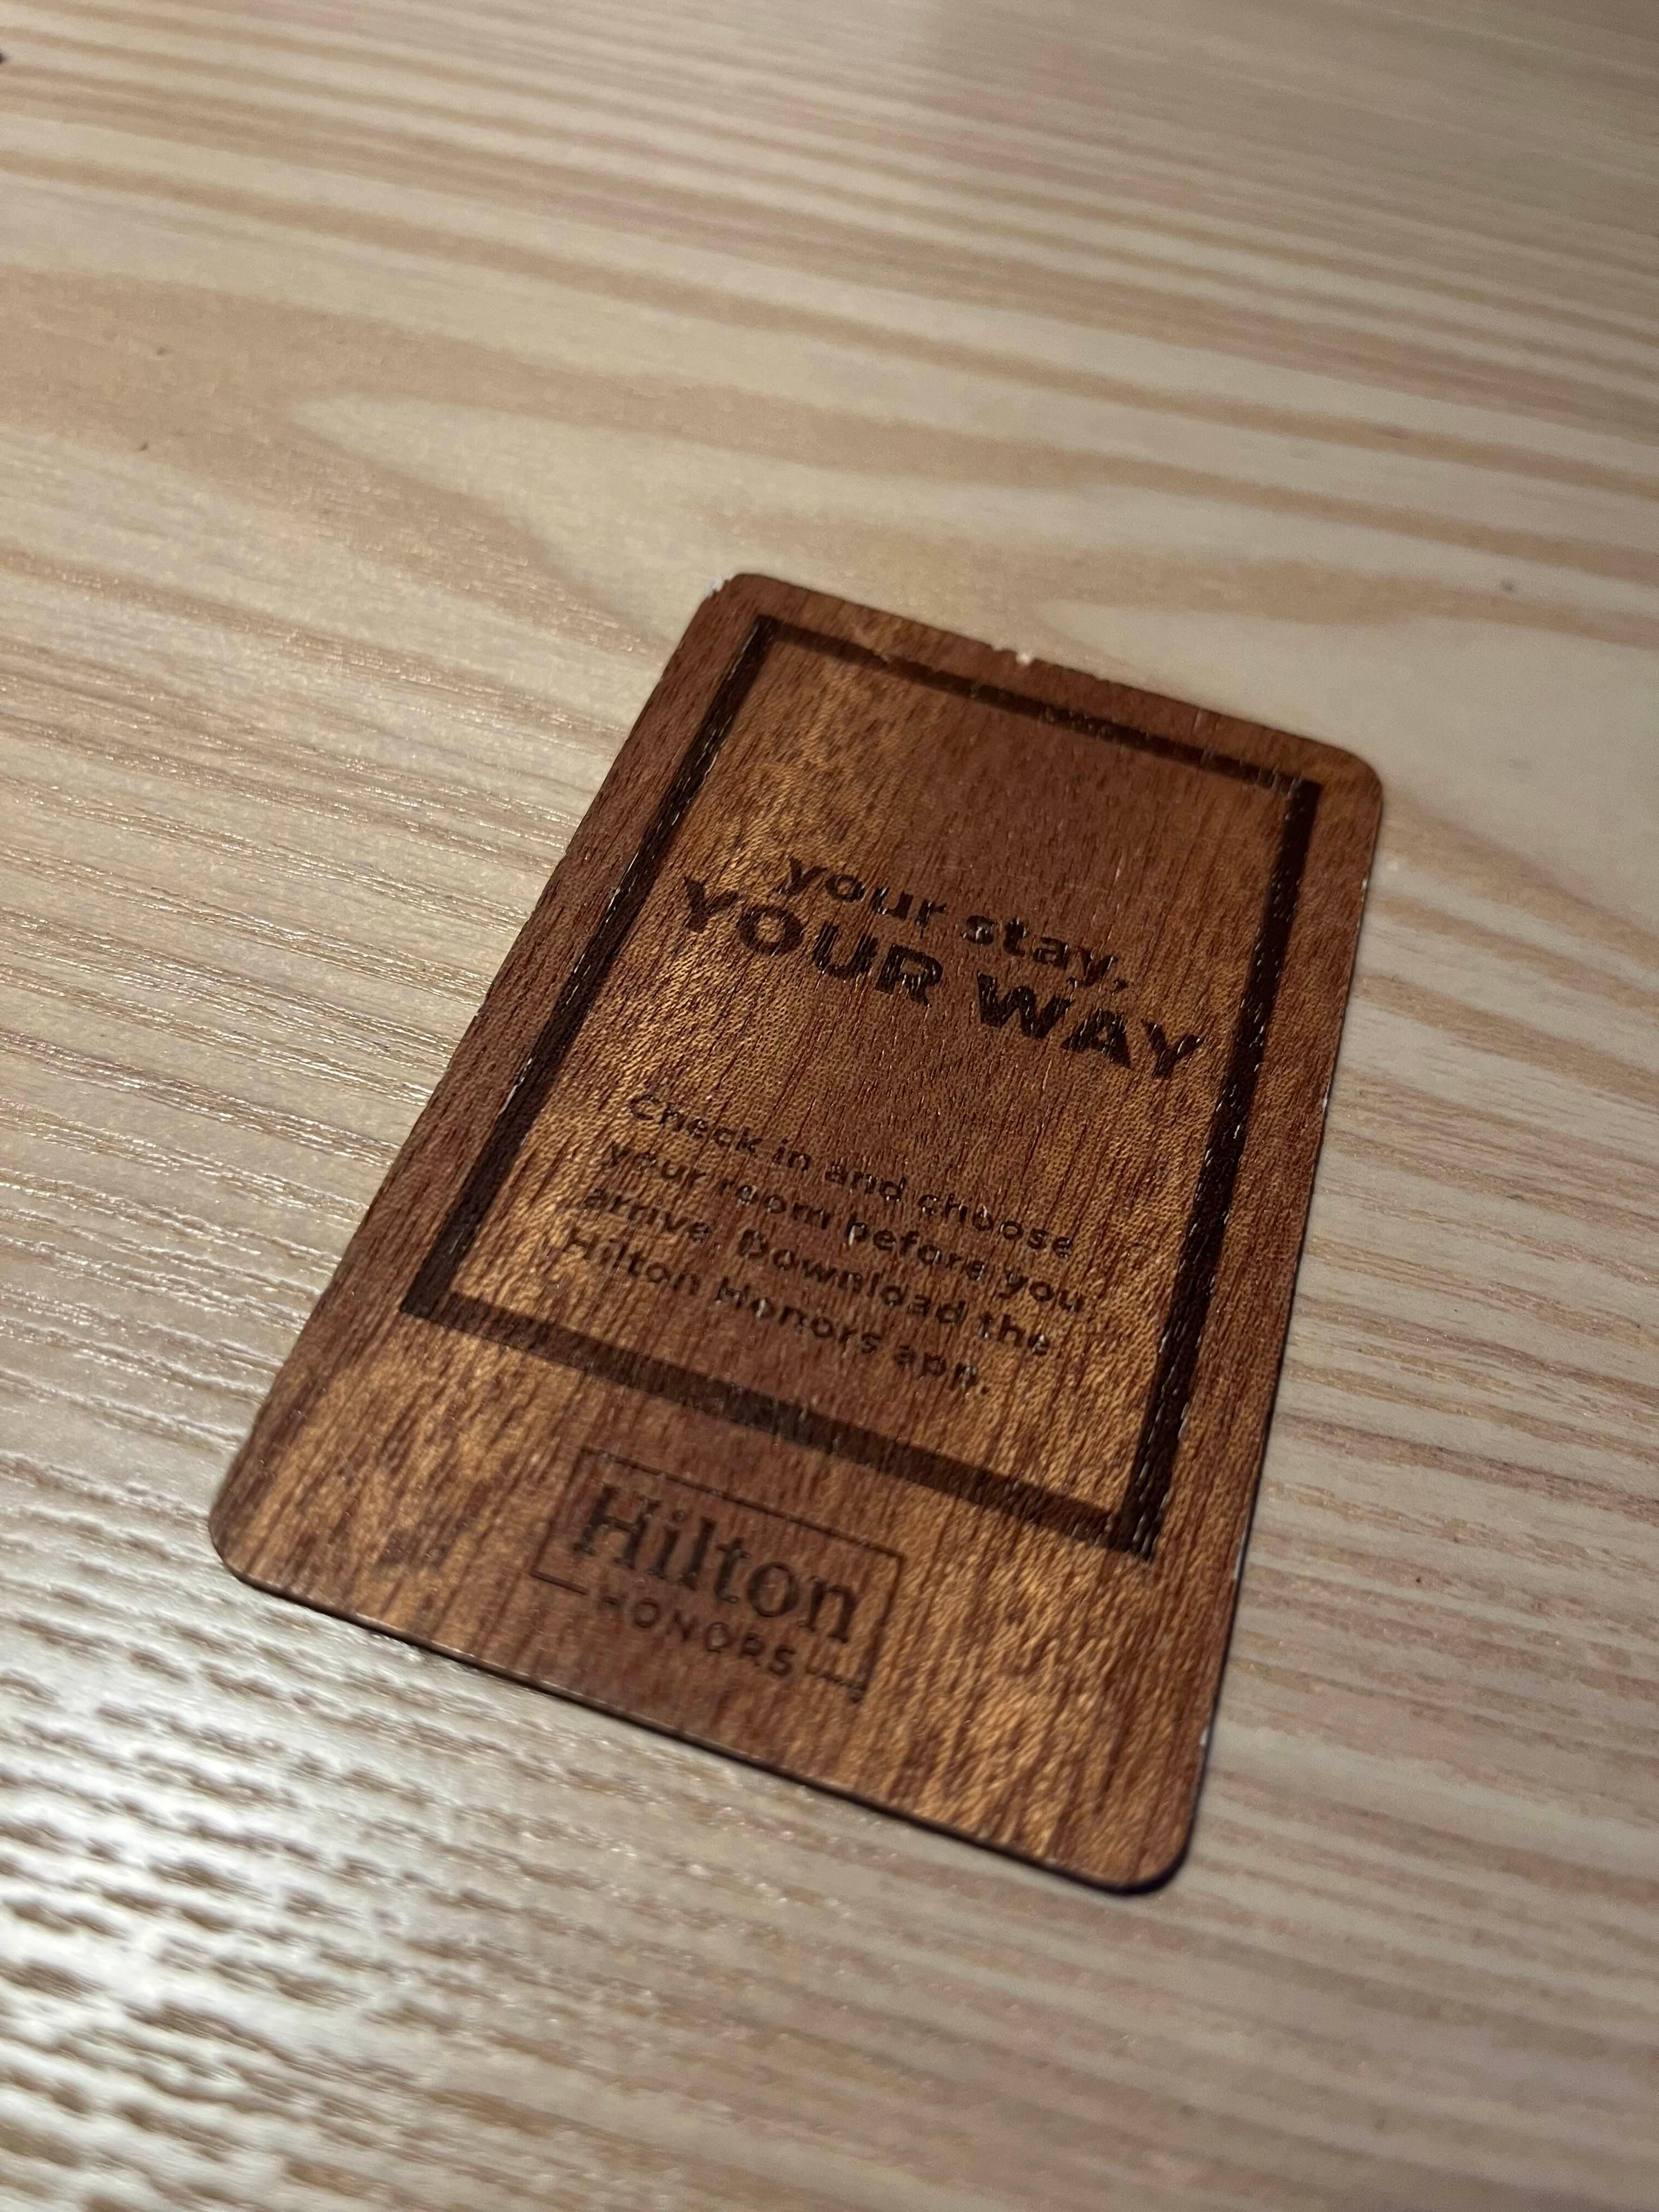 your stay,
YOUR WAY
Check in and choose
your room before you
arrive. Download the
Hilton Honors app.
Hilton
HONORS